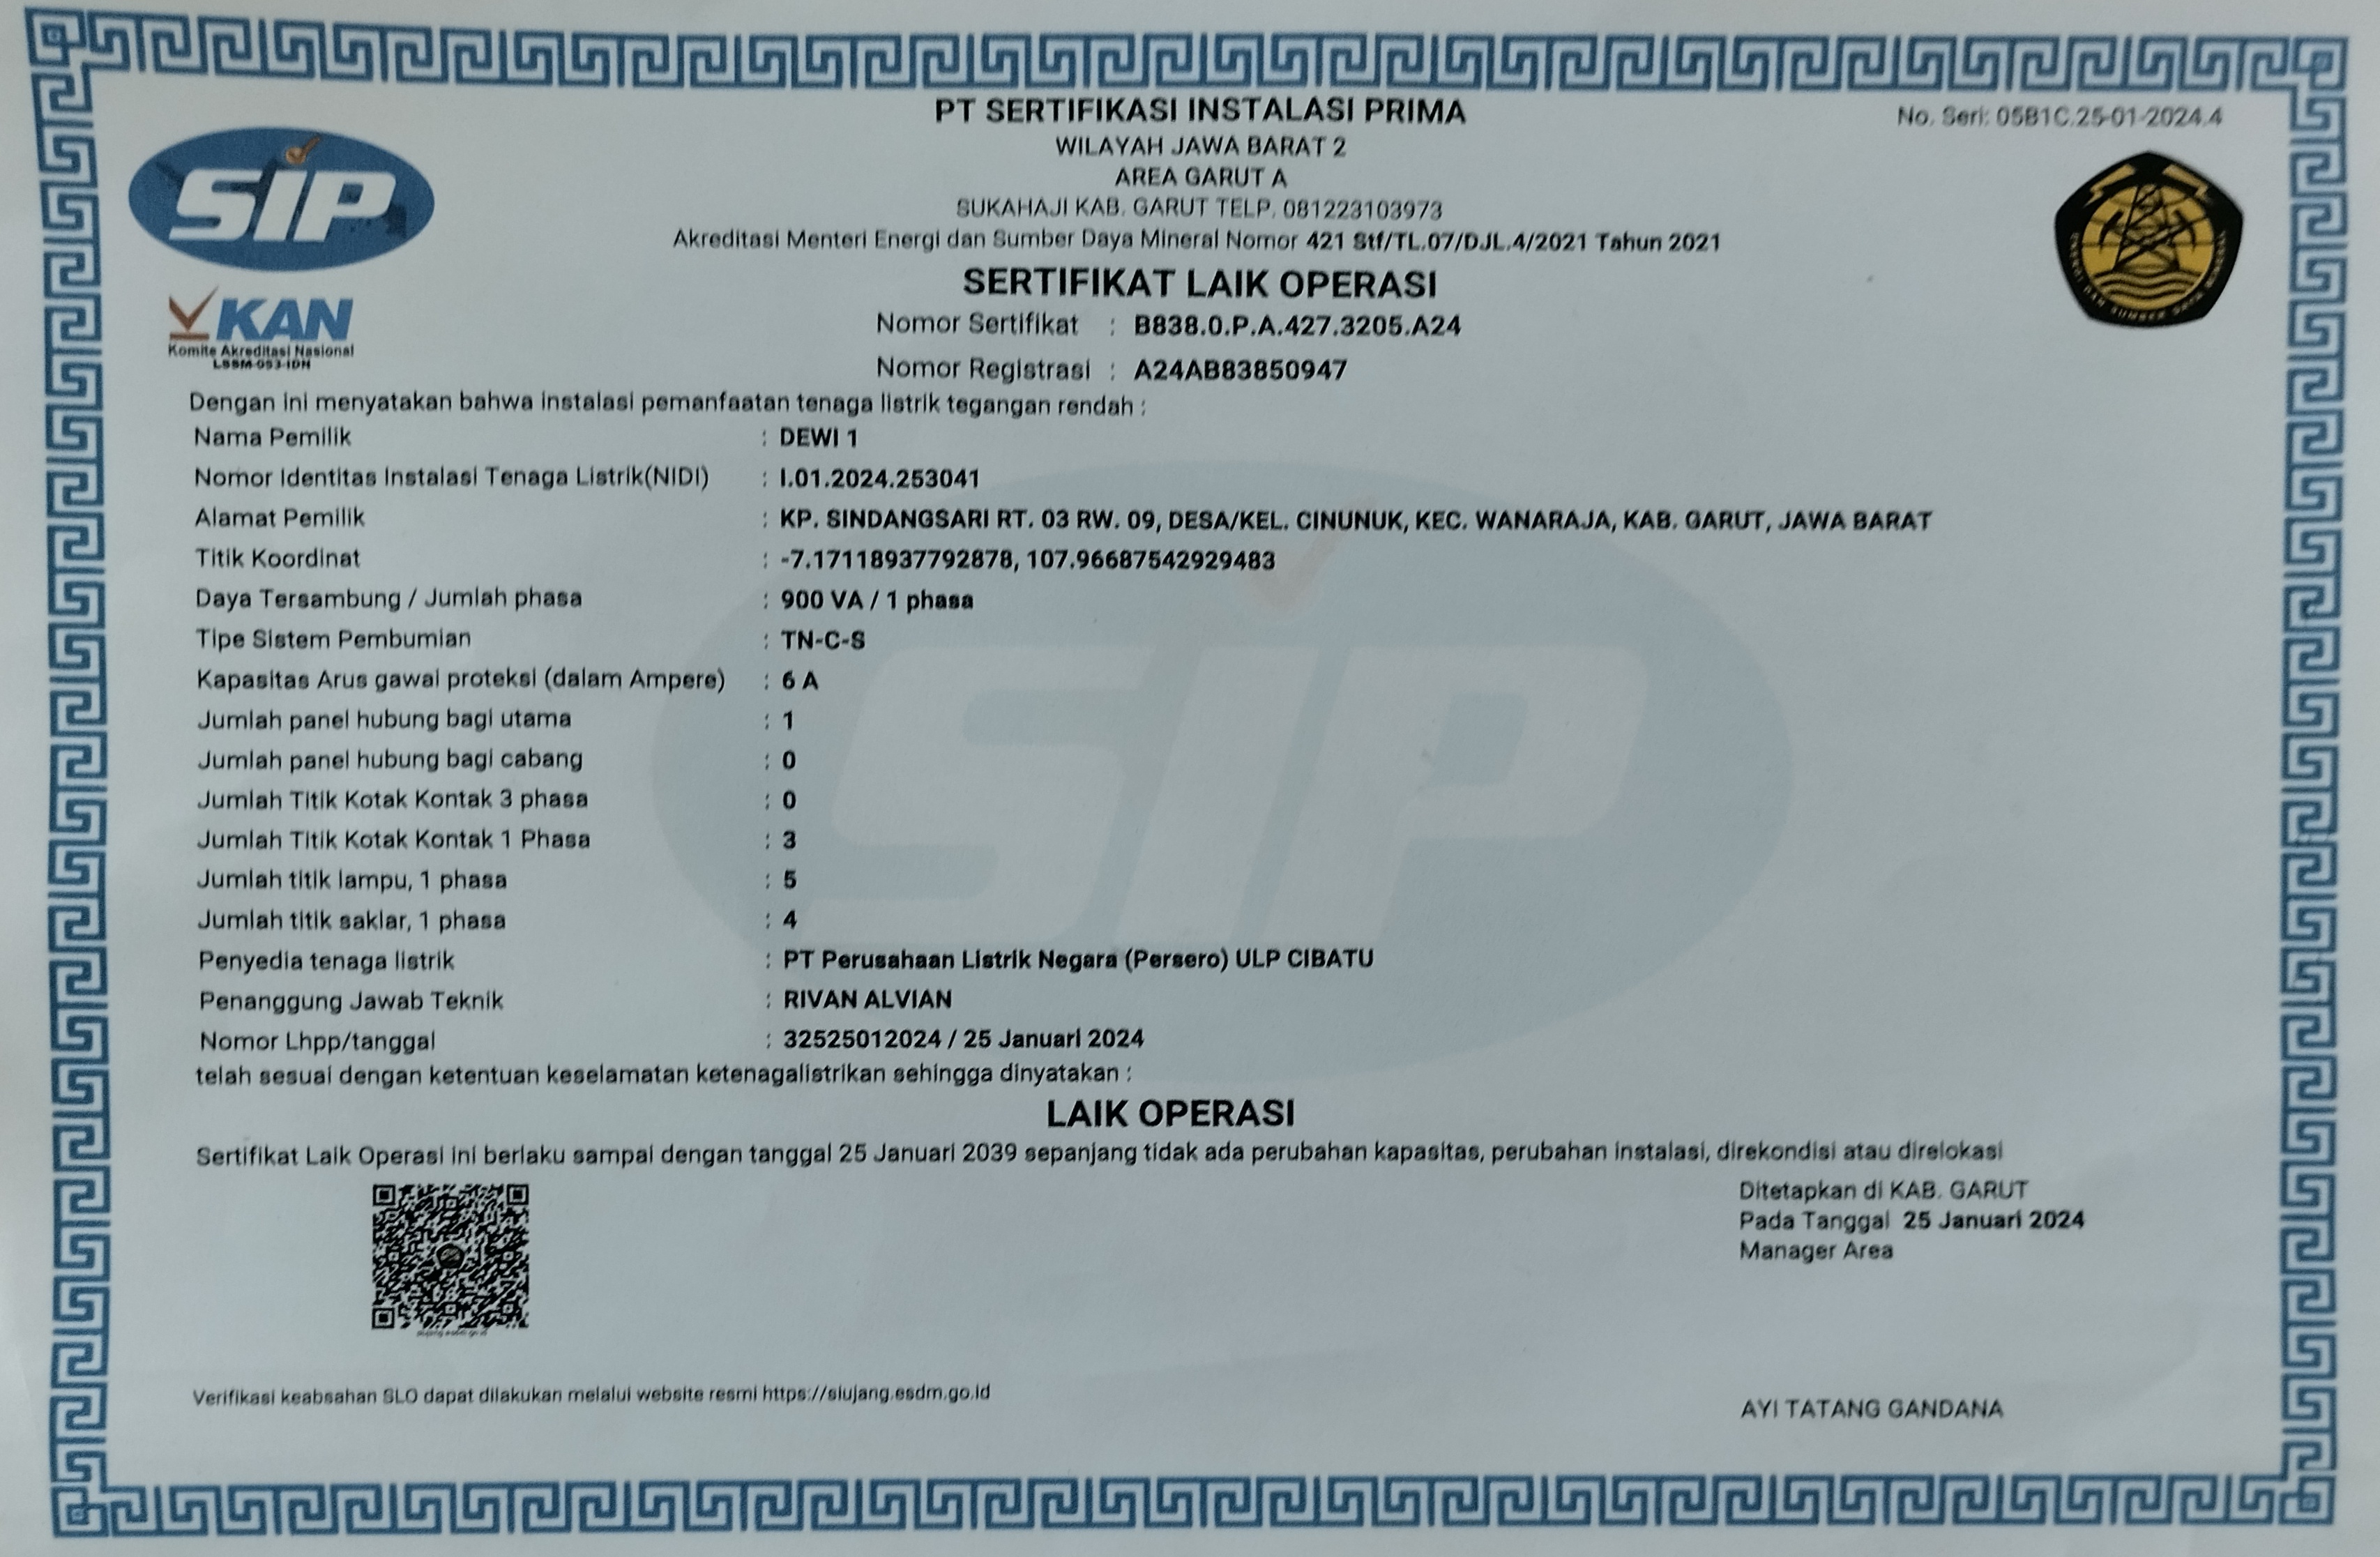 PT SERTIFIKASI INSTALASI PRIMA
No. Seri: 05B1C.25-01-2024.4
WILAYAH JAWA BARAT 2
AREA GARUT A
SUKAHAJI KAB. GARUT TELP. 081223103973
Akreditasi Menteri Energi dan Sumber Daya Mineral Nomor 421 Stf/TL.07/DJL.4/2021 Tahun 2021
SIP
KAN
Komite Akreditasi Nasional
LSSM-053-IDN
SERTIFIKAT LAIK OPERASI
Nomor Sertifikat : B838.0.P.A.427.3205.A24
Nomor Registrasi : A24AB83850947
Dengan ini menyatakan bahwa instalasi pemanfaatan tenaga listrik tegangan rendah :
Nama Pemilik : DEWI 1
Nomor Identitas Instalasi Tenaga Listrik(NIDI) : I.01.2024.253041
Alamat Pemilik : KP. SINDANGSARI RT. 03 RW. 09, DESA/KEL. CINUNUK, KEC. WANARAJA, KAB. GARUT, JAWA BARAT
Titik Koordinat : -7.17118937792878, 107.96687542929483
Daya Tersambung / Jumlah phasa : 900 VA / 1 phasa
Tipe Sistem Pembumian : TN-C-S
Kapasitas Arus gawai proteksi (dalam Ampere) : 6 A
Jumlah panel hubung bagi utama : 1
Jumlah panel hubung bagi cabang : 0
Jumlah Titik Kotak Kontak 3 phasa : 0
Jumlah Titik Kotak Kontak 1 Phasa : 3
Jumlah titik lampu, 1 phasa : 5
Jumlah titik saklar, 1 phasa : 4
Penyedia tenaga listrik : PT Perusahaan Listrik Negara (Persero) ULP CIBATU
Penanggung Jawab Teknik : RIVAN ALVIAN
Nomor Lhpp/tanggal : 32525012024 / 25 Januari 2024
telah sesuai dengan ketentuan keselamatan ketenagalistrikan sehingga dinyatakan :
LAIK OPERASI
Sertifikat Laik Operasi ini berlaku sampai dengan tanggal 25 Januari 2039 sepanjang tidak ada perubahan kapasitas, perubahan instalasi, direkondisi atau direlokasi
Ditetapkan di KAB. GARUT
Pada Tanggal 25 Januari 2024
Manager Area
Verifikasi keabsahan SLO dapat dilakukan melalui website resmi https://siujang.esdm.go.id
AYI TATANG GANDANA